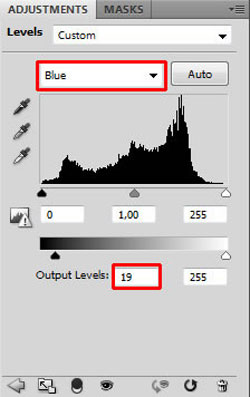 ADJUSTMENTS MASKS
Levels Custom
Blue Auto
0 1,00 255
Output Levels: 19 255